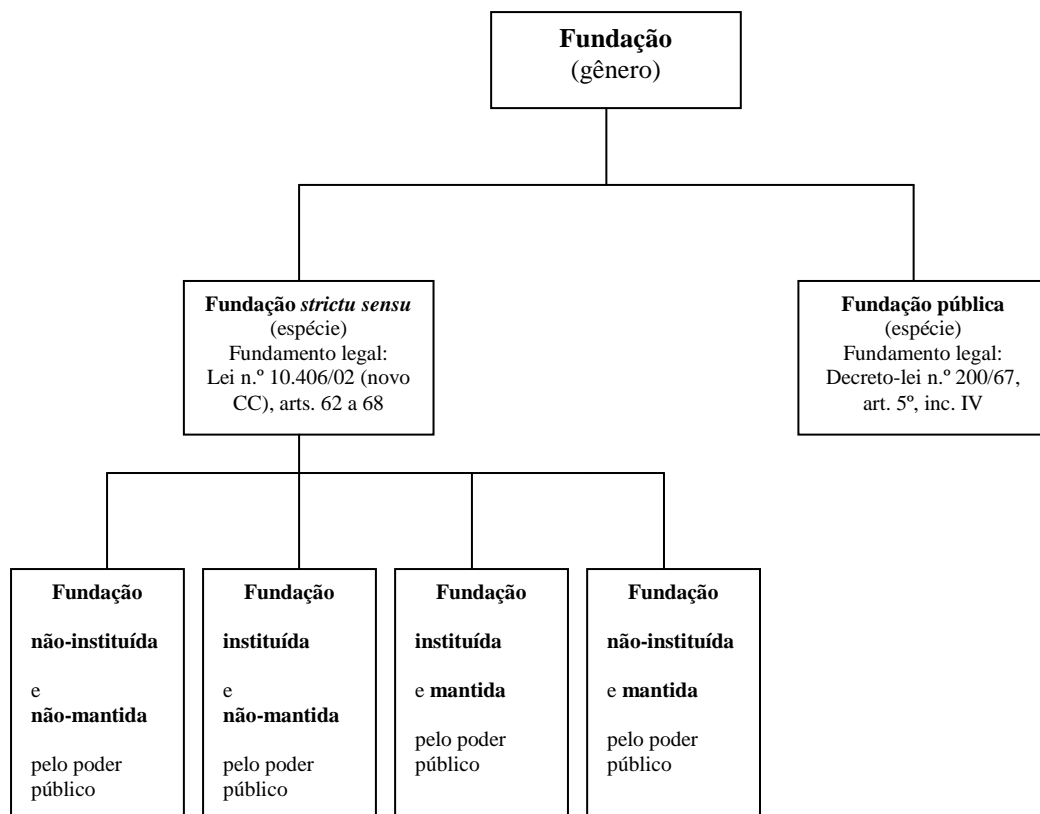 Fundação
(gênero)
Fundação strictu sensu
(espécie)
Fundamento legal:
Lei n.º 10.406/02 (novo
CC), arts. 62 a 68
Fundação pública
(espécie)
Fundamento legal:
Decreto-lei n.º 200/67,
art. 5º, inc. IV
Fundação
não-instituída
e
não-mantida
pelo poder
público
Fundação
instituída
e
não-mantida
pelo poder
público
Fundação
instituída
e mantida
pelo poder
público
Fundação
não-instituída
e mantida
pelo poder
público